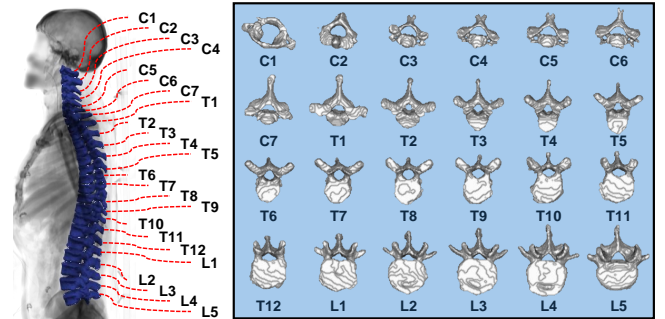 C1
C2
C3
C4
C5
C6
C7
T1
T2
T3
T4
T5
T6
T7
T8
T9
T10
T11
T12
L1
L2
L3
L4
L5
C1 C2 C3 C4 C5 C6
C7 T1 T2 T3 T4 T5
T6 T7 T8 T9 T10 T11
T12 L1 L2 L3 L4 L5